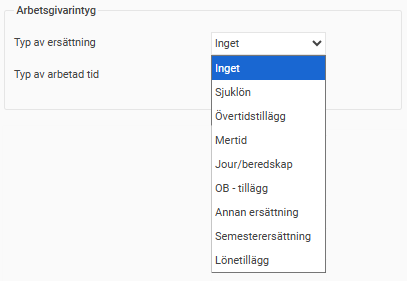 Arbetsgivarintyg
Typ av ersättning
Inget
Typ av arbetad tid
Inget
Sjuklön
Övertidstillägg
Mertid
Jour/beredskap
OB - tillägg
Annan ersättning
Semesterersättning
Lönetillägg